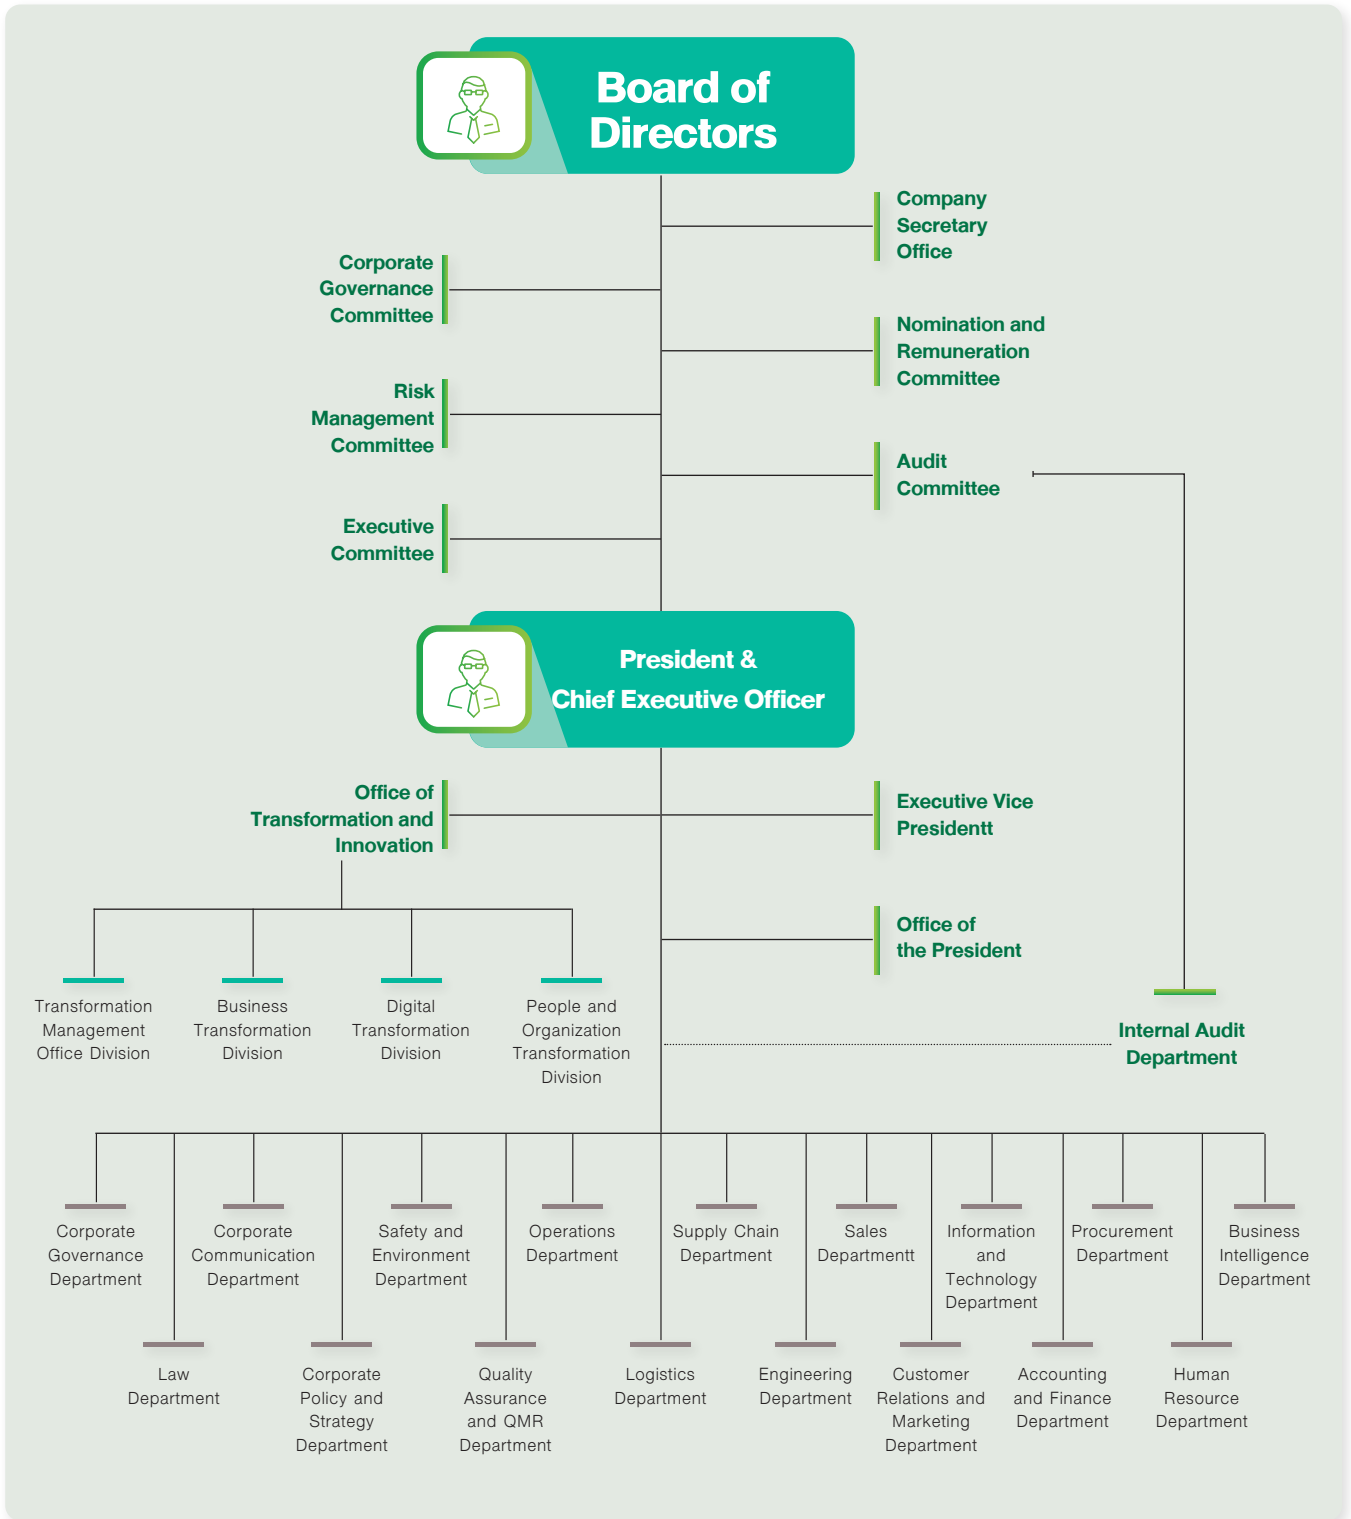 Board of
Directors
Company
Secretary
Office
Corporate
Governance
Committee
Nomination and
Remuneration
Committee
Risk
Management
Committee
Audit
Committee
Executive
Committee
President &
Chief Executive Officer
Office of
Transformation and
Innovation
Executive Vice
Presidentt
Office of
the President
Transformation
Management
Office Division
Business
Transformation
Division
Digital
Transformation
Division
People and
Organization
Transformation
Division
Internal Audit
Department
Corporate
Governance
Department
Corporate
Communication
Department
Safety and
Environment
Department
Operations
Department
Supply Chain
Department
Sales
Departmentt
Information
and
Technology
Department
Procurement
Department
Business
Intelligence
Department
Law
Department
Corporate
Policy and
Strategy
Department
Quality
Assurance
and QMR
Department
Logistics
Department
Engineering
Department
Customer
Relations and
Marketing
Department
Accounting
and Finance
Department
Human
Resource
Department